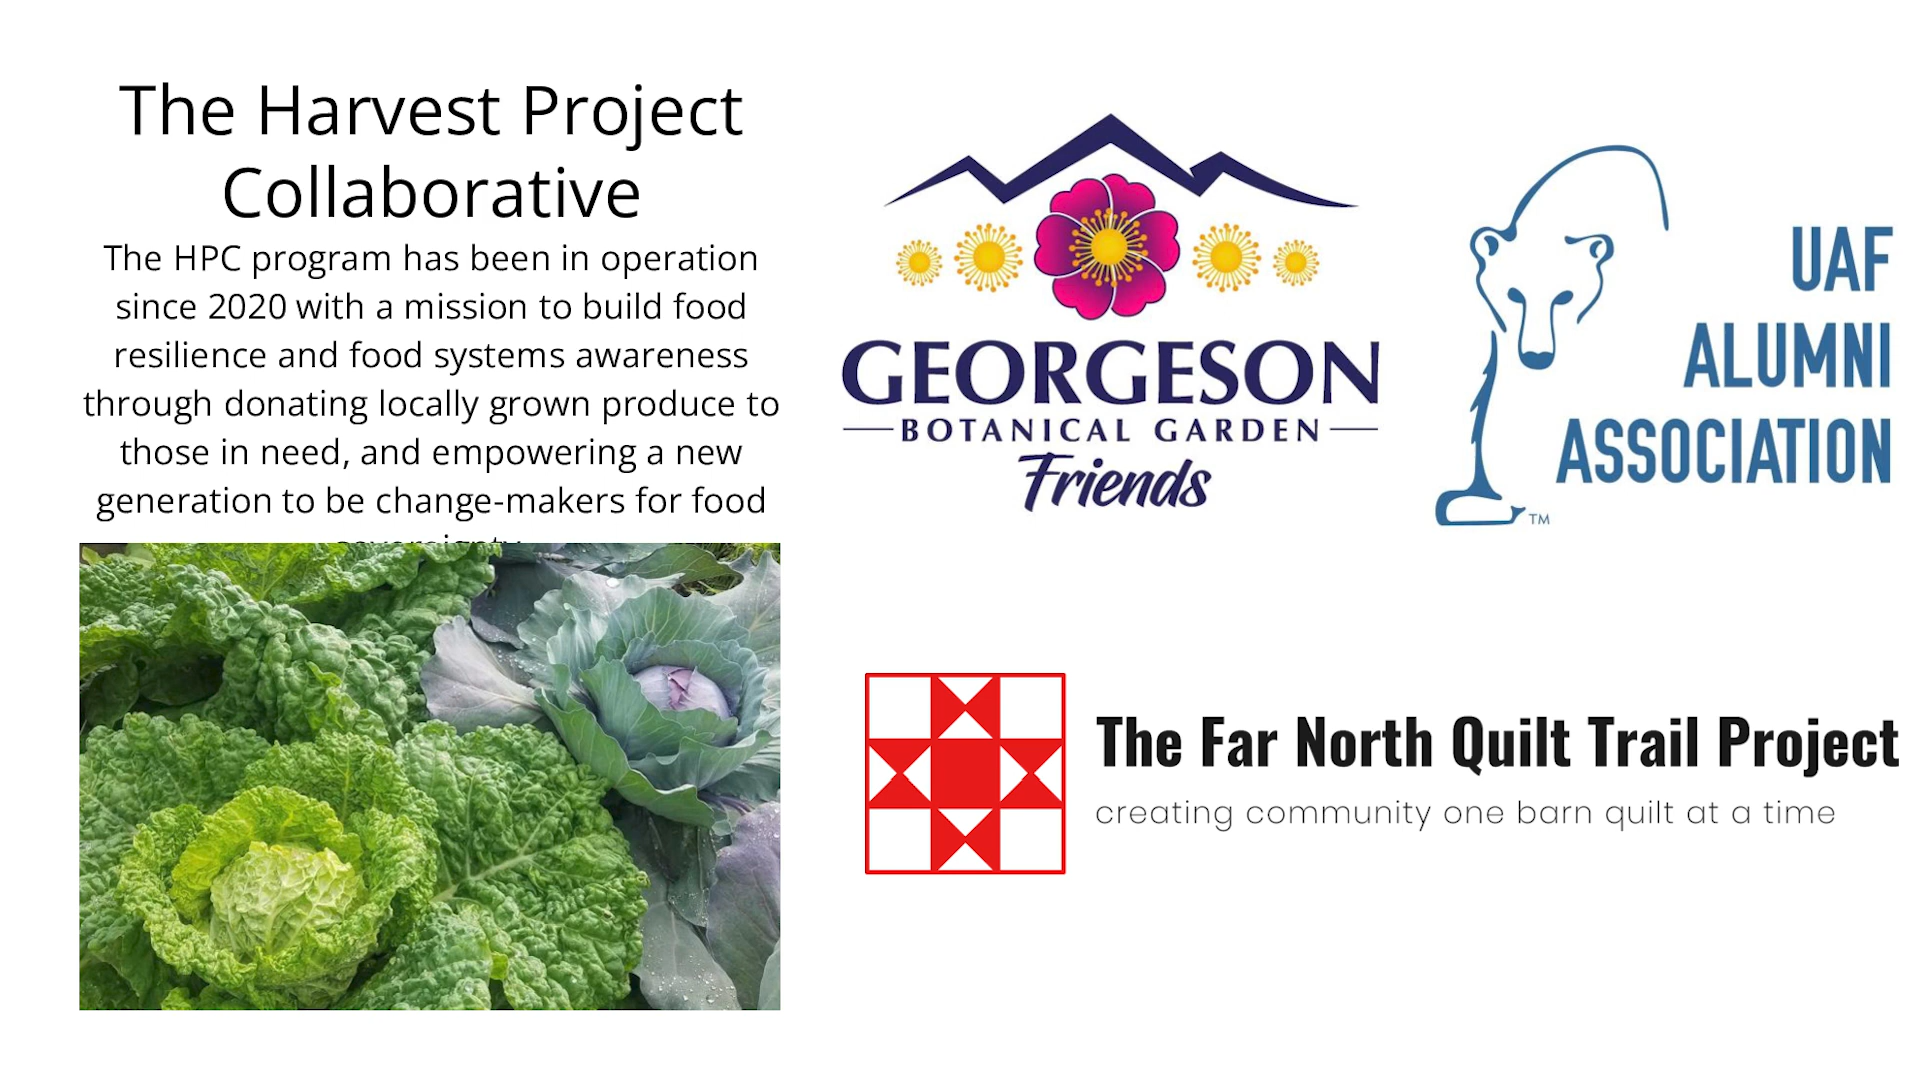 The Harvest Project
Collaborative
The HPC program has been in operation
since 2020 with a mission to build food
resilience and food systems awareness
through donating locally grown produce to
those in need, and empowering a new
generation to be change-makers for food
GEORGESON
BOTANICAL GARDEN
Friends
UAF
ALUMNI
ASSOCIATION
TM
The Far North Quilt Trail Project
creating community one barn quilt at a time